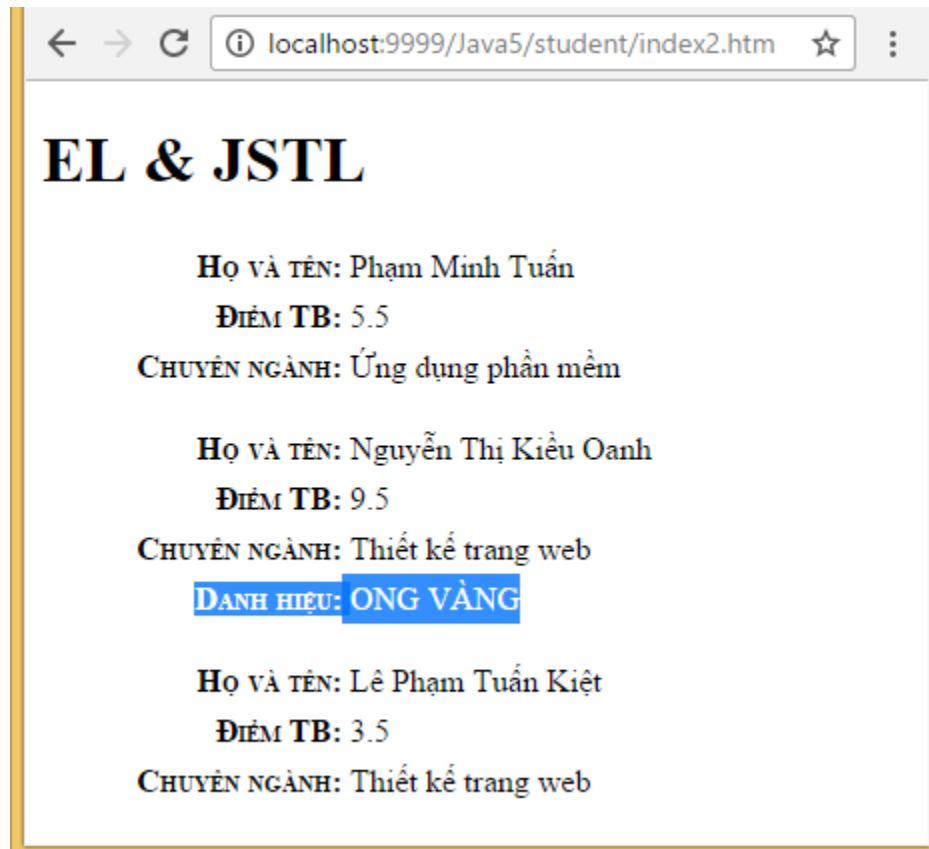 localhost:9999/Java5/student/index2.htm
EL & JSTL
Họ và tên: Phạm Minh Tuấn
Điểm TB: 5.5
Chuyên ngành: Ứng dụng phần mềm
Họ và tên: Nguyễn Thị Kiều Oanh
Điểm TB: 9.5
Chuyên ngành: Thiết kế trang web
Danh hiệu: ONG VÀNG
Họ và tên: Lê Phạm Tuấn Kiệt
Điểm TB: 3.5
Chuyên ngành: Thiết kế trang web